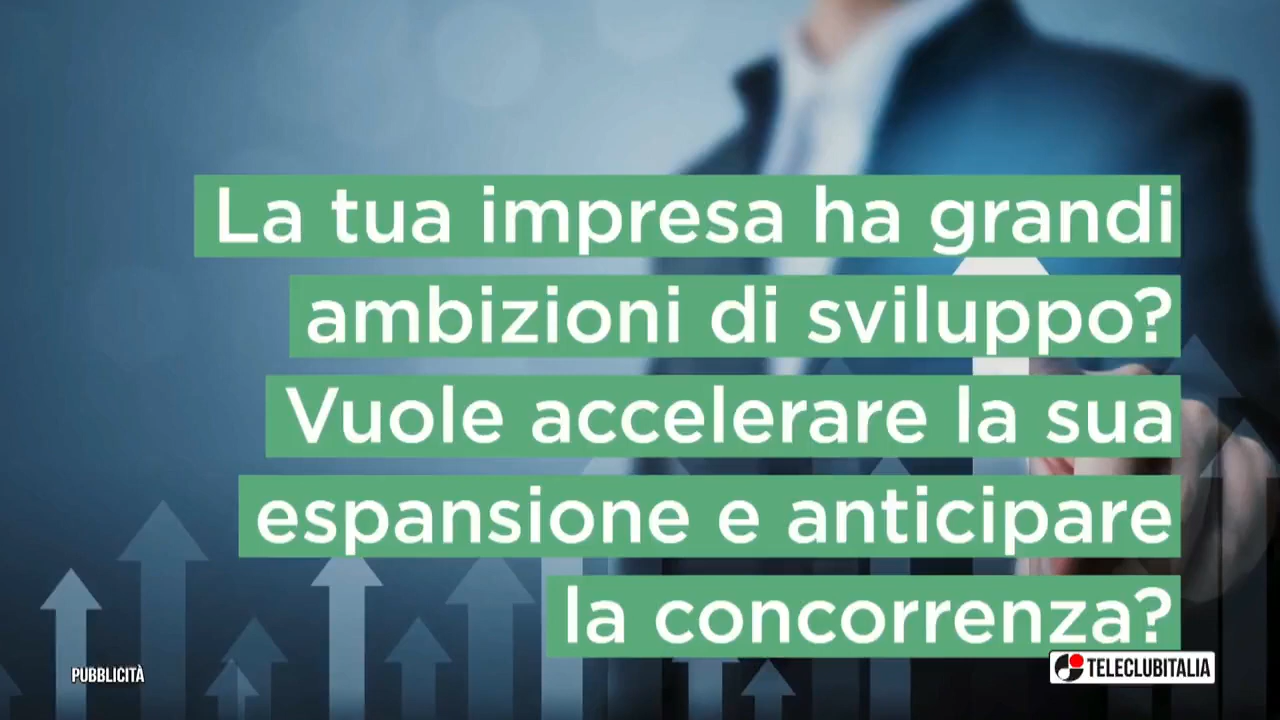 La tua impresa ha grandi
ambizioni di sviluppo?
Vuole accelerare la sua
espansione e anticipare
la concorrenza?
PUBBLICITÀ
TELECLUBITALIA